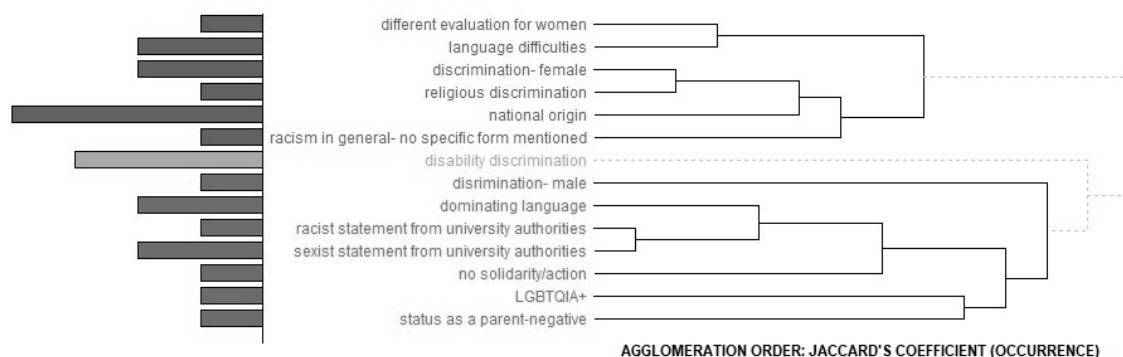 different evaluation for women
language difficulties
discrimination- female
religious discrimination
national origin
racism in general- no specific form mentioned
disability discrimination
disrimination- male
dominating language
racist statement from university authorities
sexist statement from university authorities
no solidarity/action
LGBTQIA+
status as a parent-negative
AGGLOMERATION ORDER: JACCARD'S COEFFICIENT (OCCURRENCE)